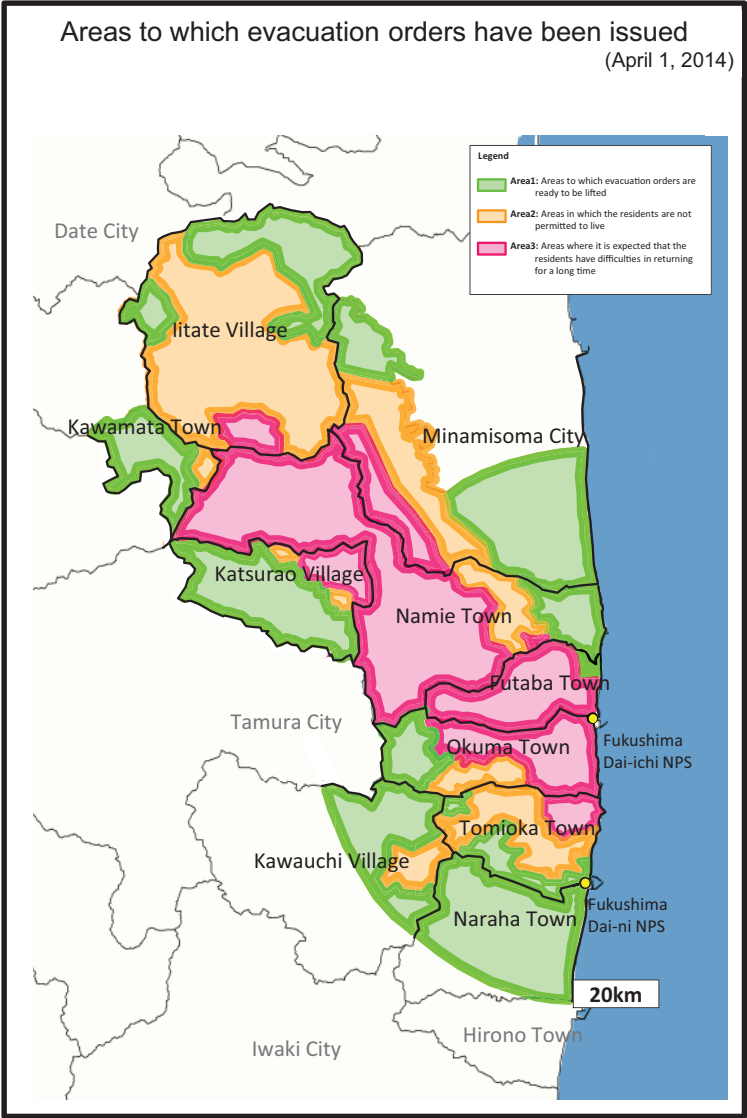 Areas to which evacuation orders have been issued
(April 1, 2014)
Legend
Area1: Areas to which evacuation orders are
ready to be lifted
Area2: Areas in which the residents are not
permitted to live
Area3: Areas where it is expected that the
residents have difficulties in returning
for a long time
Date City
Iitate Village
Kawamata Town
Minamisoma City
Katsurao Village
Namie Town
Futaba Town
Tamura City
Okuma Town
Fukushima
Dai-ichi NPS
Tomioka Town
Kawauchi Village
Fukushima
Dai-ni NPS
Naraha Town
20km
Hirono Town
Iwaki City